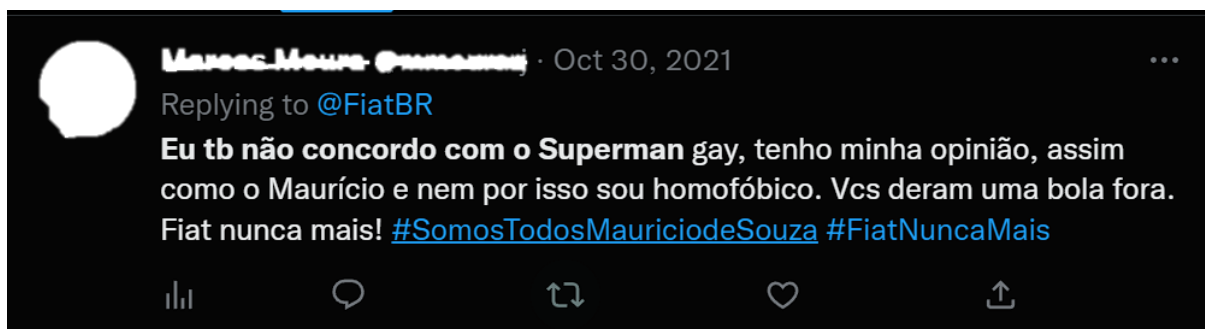 · Oct 30, 2021
Replying to @FiatBR
Eu tb não concordo com o Superman gay, tenho minha opinião, assim
como o Maurício e nem por isso sou homofóbico. Vcs deram uma bola fora.
Fiat nunca mais! #SomosTodosMauriciodeSouza #FiatNuncaMais